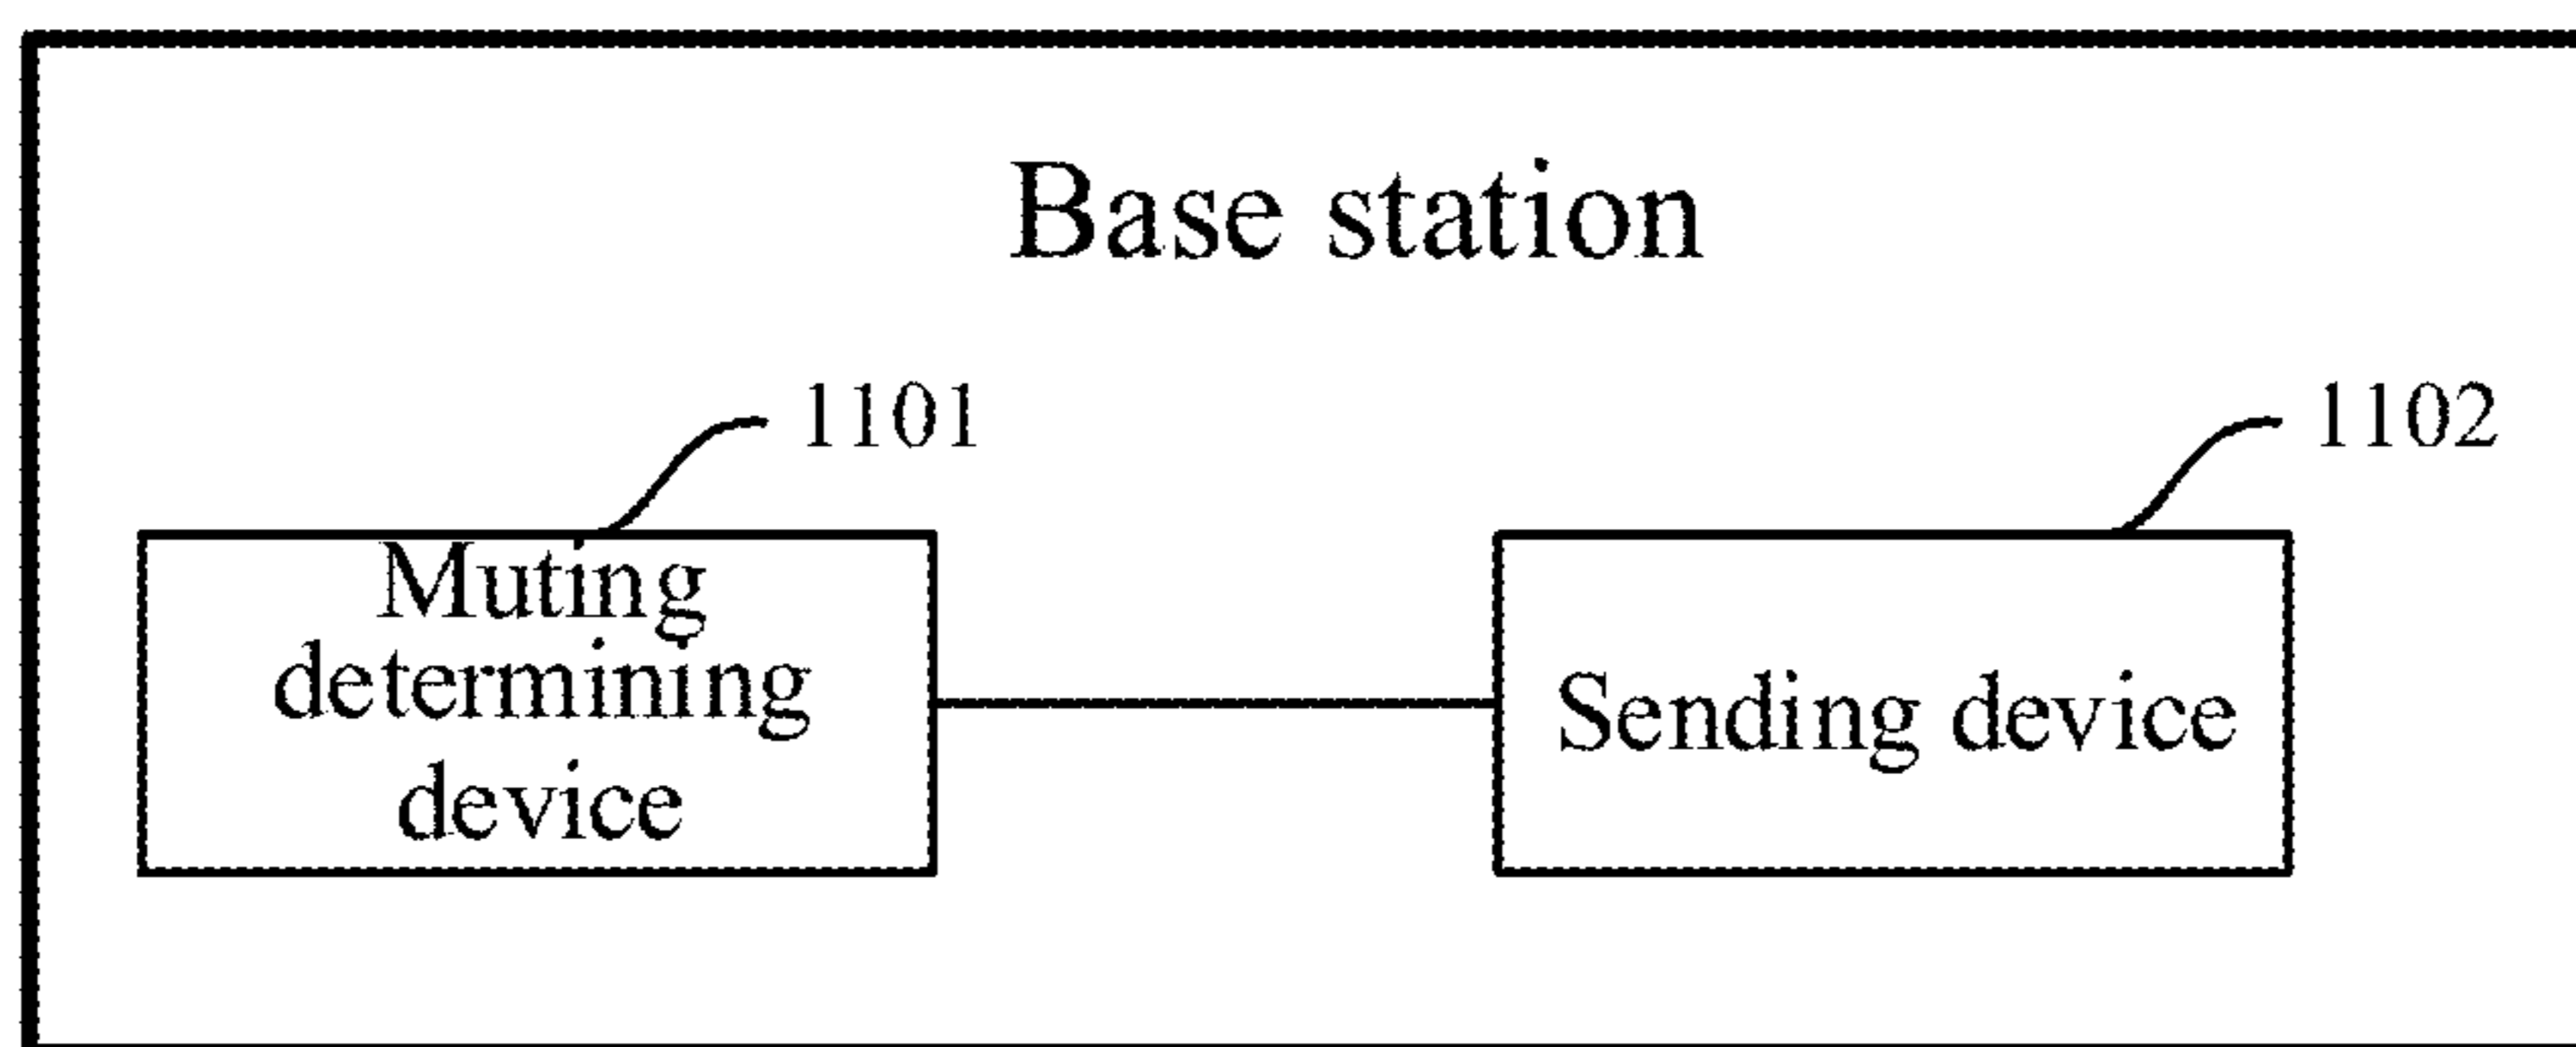 Base station
1101
1102
Muting
determining
device
Sending device